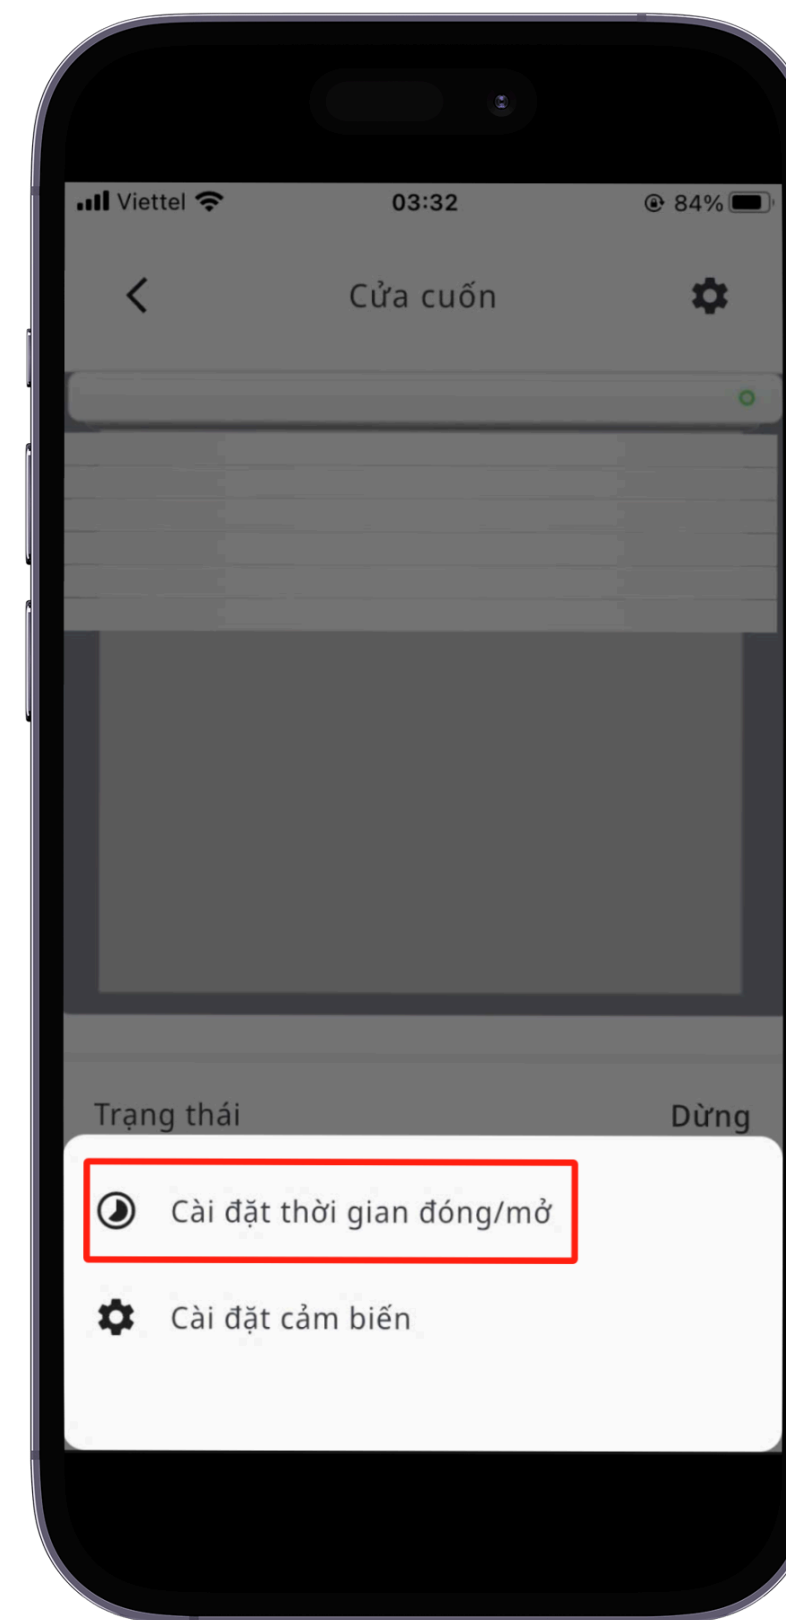 Viettel 03:32 84%
Cửa cuốn
Trạng thái Dừng
Cài đặt thời gian đóng/mở
Cài đặt cảm biến